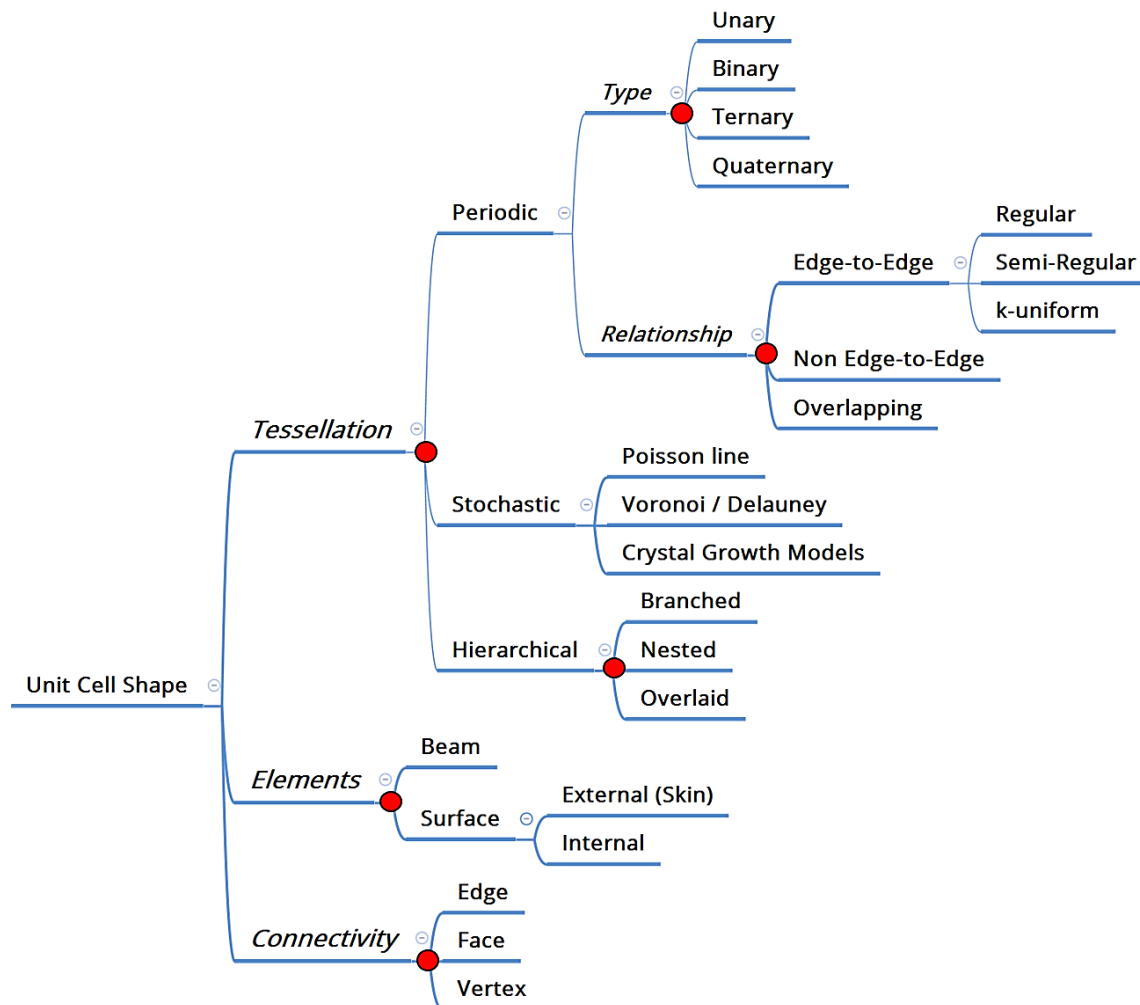 Unary
Binary
Type
Ternary
Quaternary
Periodic
Regular
Edge-to-Edge
Semi-Regular
k-uniform
Relationship
Non Edge-to-Edge
Overlapping
Tessellation
Poisson line
Stochastic
Voronoi / Delauney
Crystal Growth Models
Branched
Hierarchical
Nested
Overlaid
Unit Cell Shape
Beam
Elements
External (Skin)
Surface
Internal
Edge
Connectivity
Face
Vertex